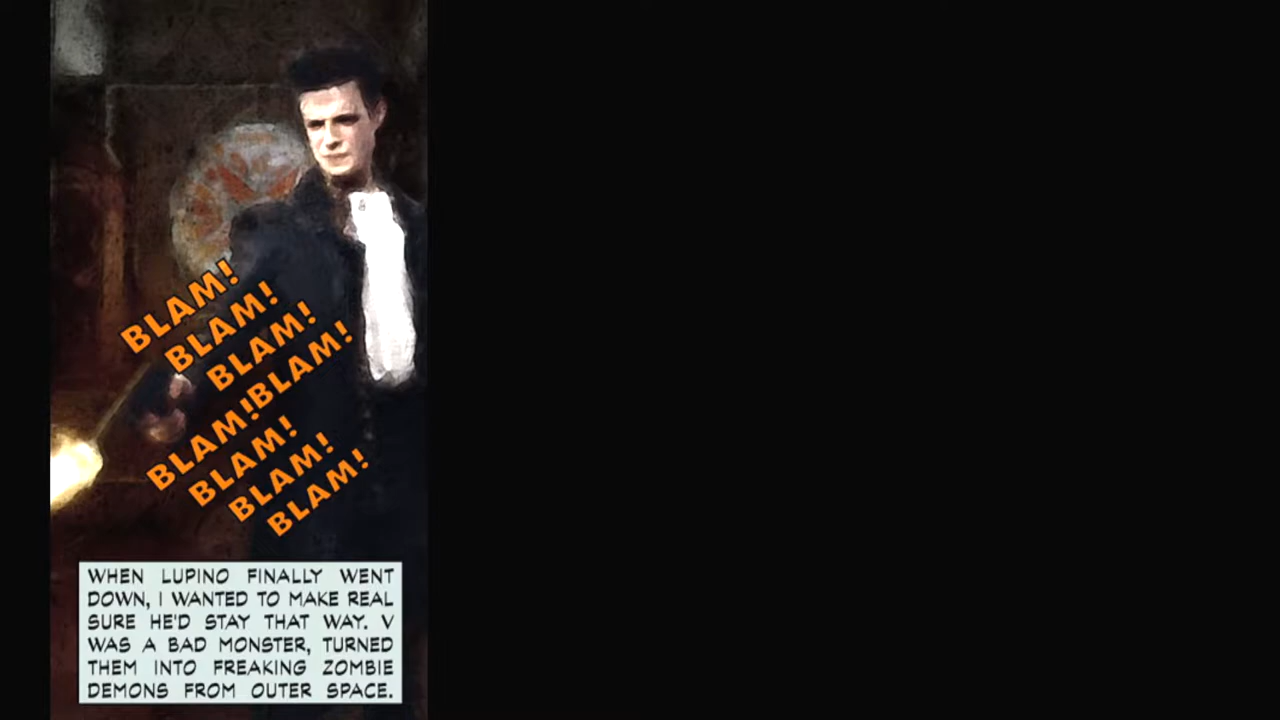 BLAM!
BLAM!
BLAM!
BLAM!
BLAM!
BLAM!
BLAM!
BLAM!
WHEN LUPINO FINALLY WENT
DOWN, I WANTED TO MAKE REAL
SURE HE'D STAY THAT WAY. V
WAS A BAD MONSTER, TURNED
THEM INTO FREAKING ZOMBIE
DEMONS FROM OUTER SPACE.